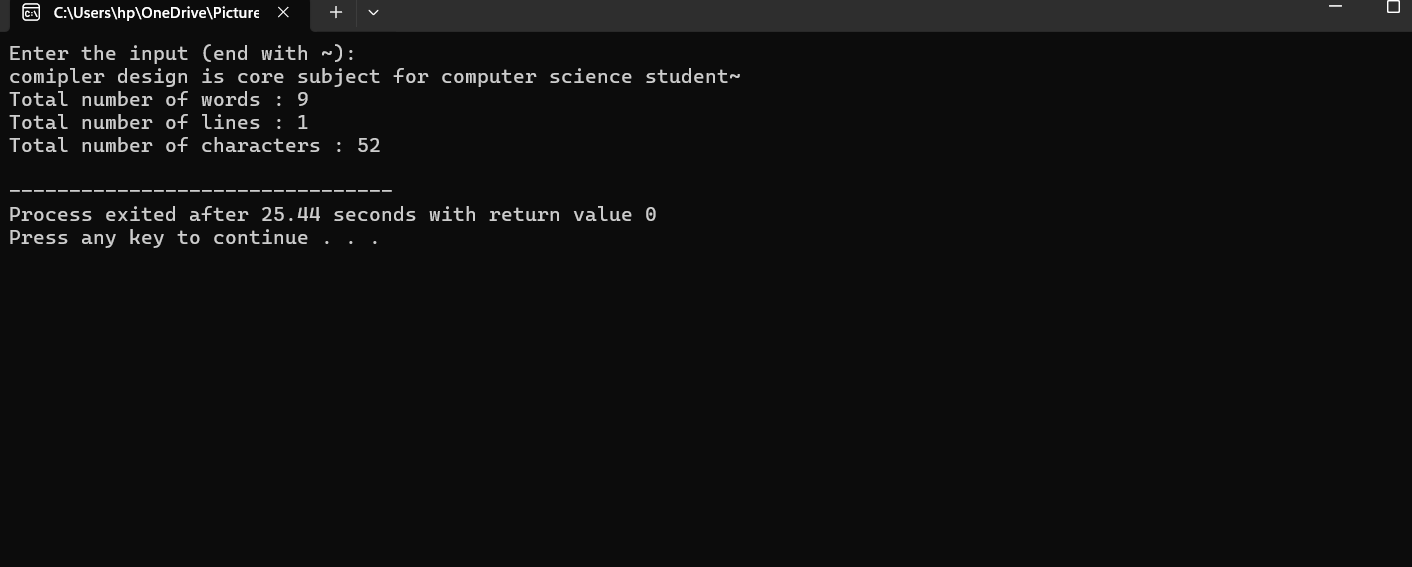 C:\Users\hp\OneDrive\Picture
Enter the input (end with ~):
comipler design is core subject for computer science student~
Total number of words : 9
Total number of lines : 1
Total number of characters : 52

--------------------------------
Process exited after 25.44 seconds with return value 0
Press any key to continue . . .